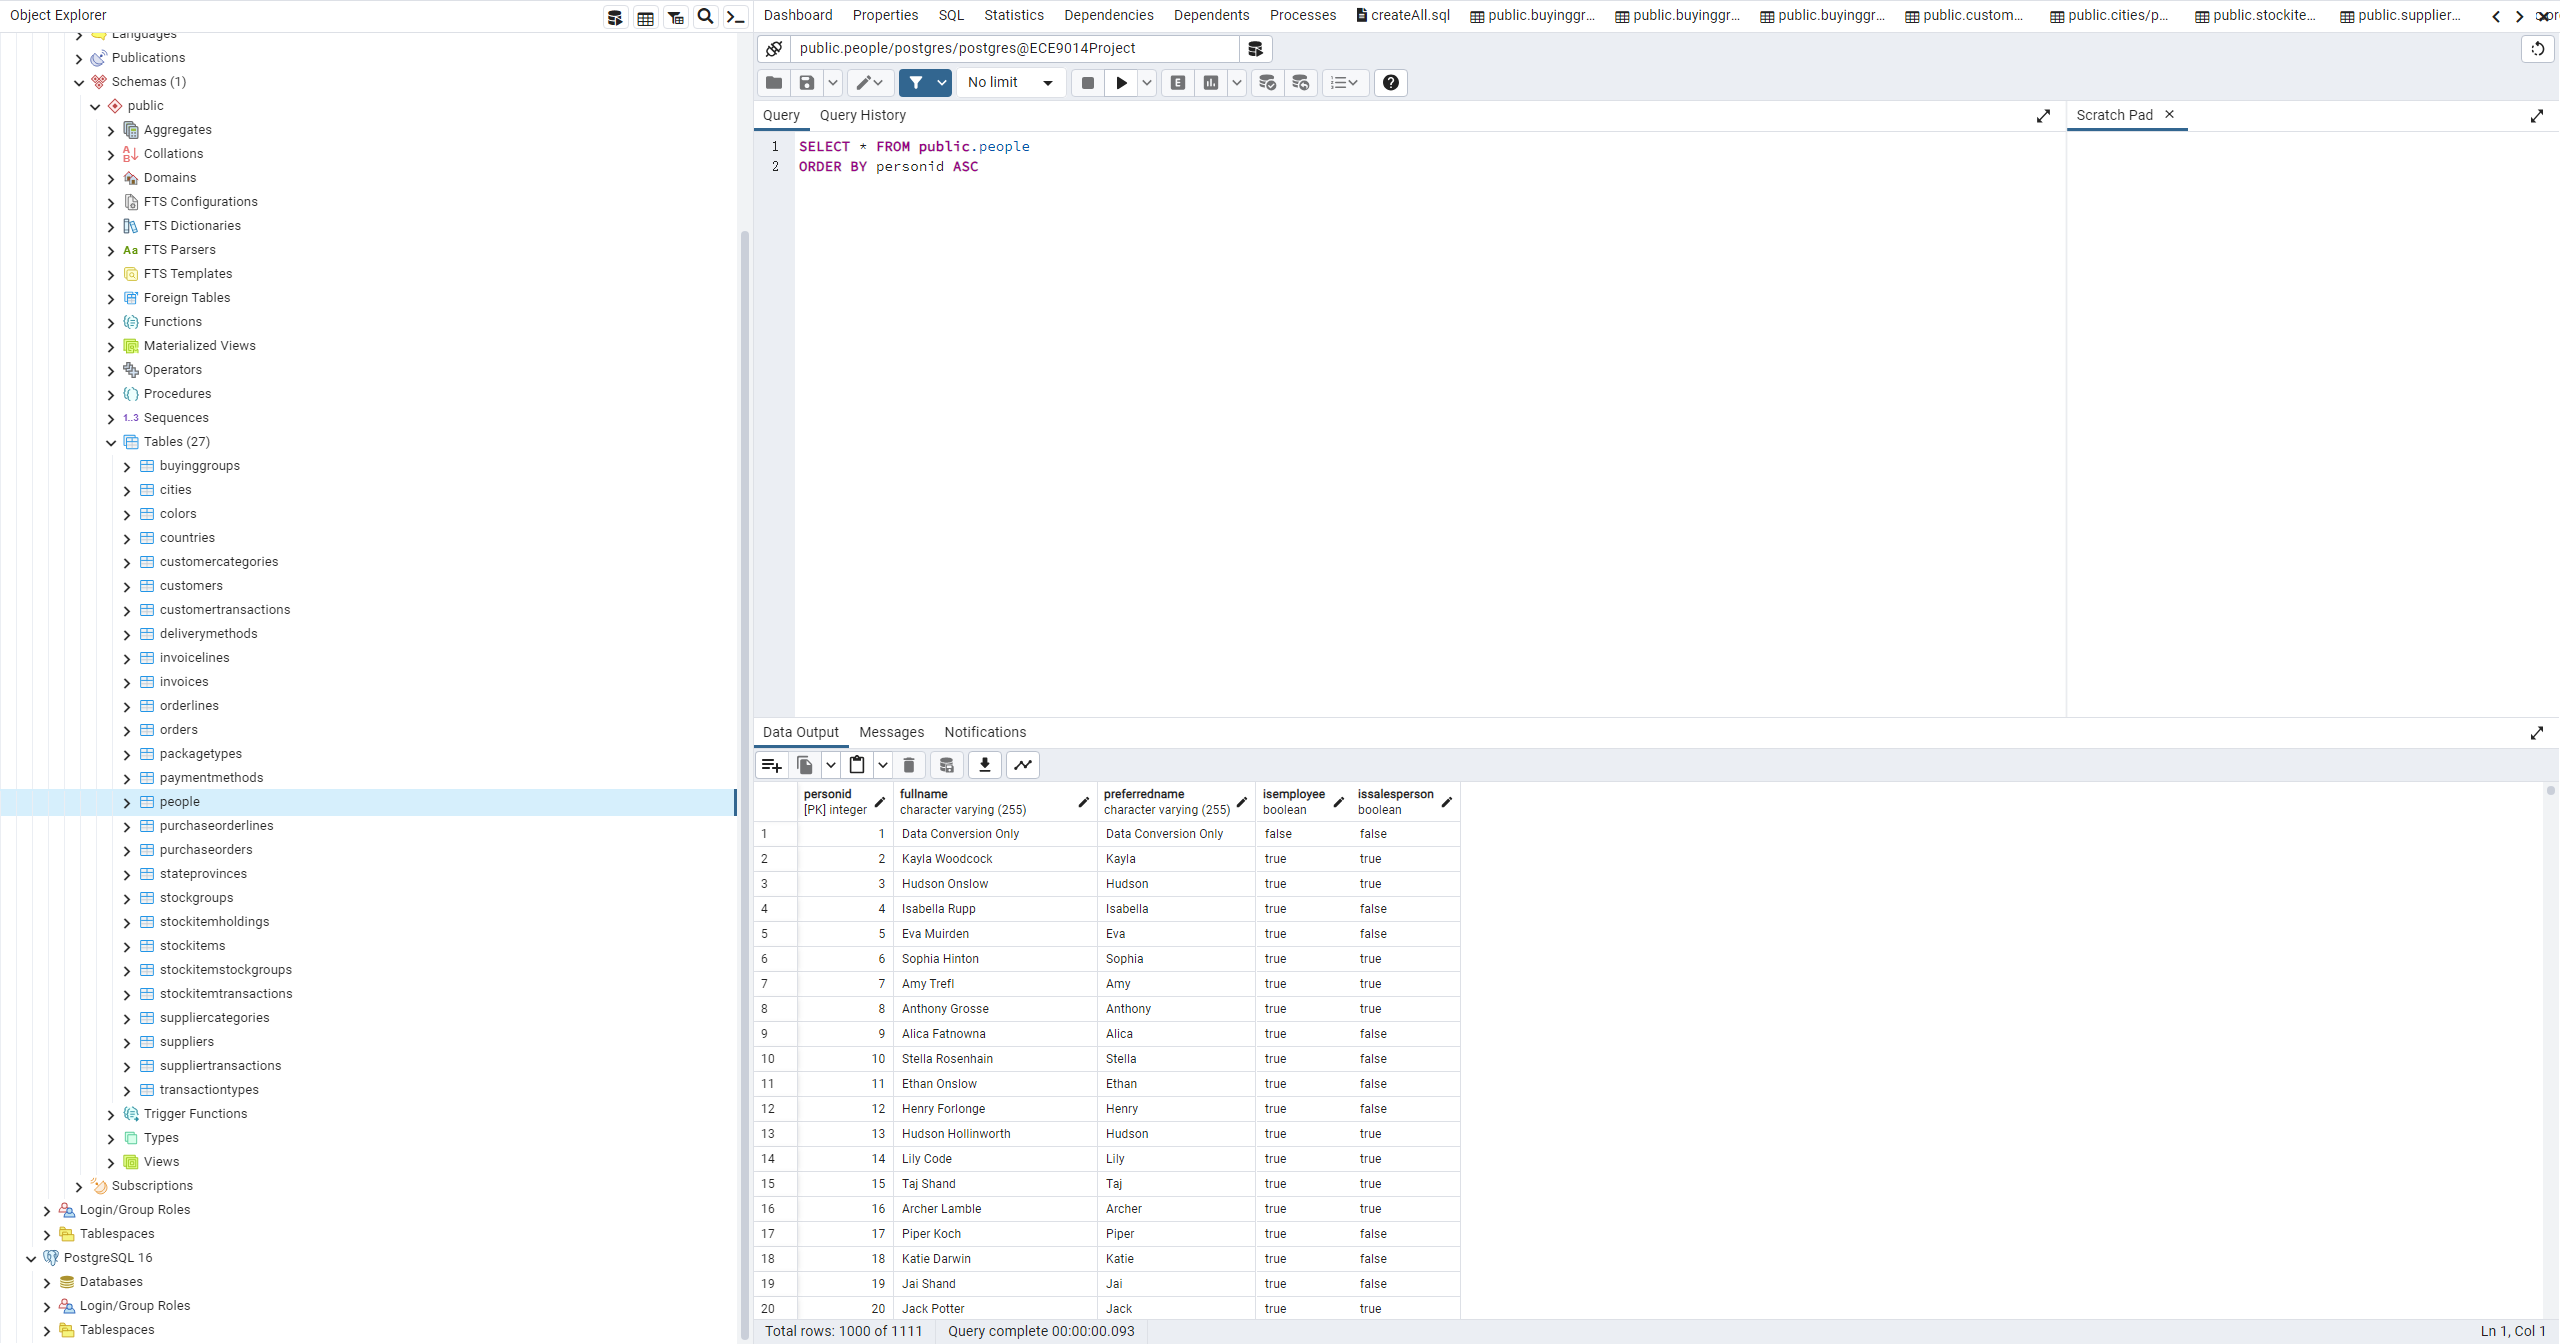 Object Explorer
Languages
Publications
Schemas (1)
public
Aggregates
Collations
Domains
FTS Configurations
FTS Dictionaries
Aa FTS Parsers
FTS Templates
Foreign Tables
Functions
Materialized Views
Operators
Procedures
1..3 Sequences
Tables (27)
buyinggroups
cities
colors
countries
customercategories
customers
customertransactions
deliverymethods
invoicelines
invoices
orderlines
orders
packagetypes
paymentmethods
people
purchaseorderlines
purchaseorders
stateprovinces
stockgroups
stockitemholdings
stockitems
stockitemstockgroups
stockitemtransactions
suppliercategories
suppliers
suppliertransactions
transactiontypes
Trigger Functions
Types
Views
Subscriptions
Login/Group Roles
Tablespaces
PostgreSQL 16
Databases
Login/Group Roles
Tablespaces
Dashboard Properties SQL Statistics Dependencies Dependents Processes createAll.sql public.buyinggr... public.buyinggr... public.buyinggr... public.custom... public.cities/p... public.stockite... public.supplier...
public.people/postgres/postgres@ECE9014Project
No limit
Query Query History
Scratch Pad
1 SELECT * FROM public.people
2 ORDER BY personid ASC
Data Output Messages Notifications
personid fullname preferredname isemployee issalesperson
[PK] integer character varying (255) character varying (255) boolean boolean
1 1 Data Conversion Only Data Conversion Only false false
2 2 Kayla Woodcock Kayla true true
3 3 Hudson Onslow Hudson true true
4 4 Isabella Rupp Isabella true false
5 5 Eva Muirden Eva true false
6 6 Sophia Hinton Sophia true true
7 7 Amy Trefl Amy true true
8 8 Anthony Grosse Anthony true true
9 9 Alica Fatnowna Alica true false
10 10 Stella Rosenhain Stella true false
11 11 Ethan Onslow Ethan true false
12 12 Henry Forlonge Henry true false
13 13 Hudson Hollinworth Hudson true true
14 14 Lily Code Lily true true
15 15 Taj Shand Taj true true
16 16 Archer Lamble Archer true true
17 17 Piper Koch Piper true false
18 18 Katie Darwin Katie true false
19 19 Jai Shand Jai true false
20 20 Jack Potter Jack true true
Total rows: 1000 of 1111 Query complete 00:00:00.093
Ln 1, Col 1